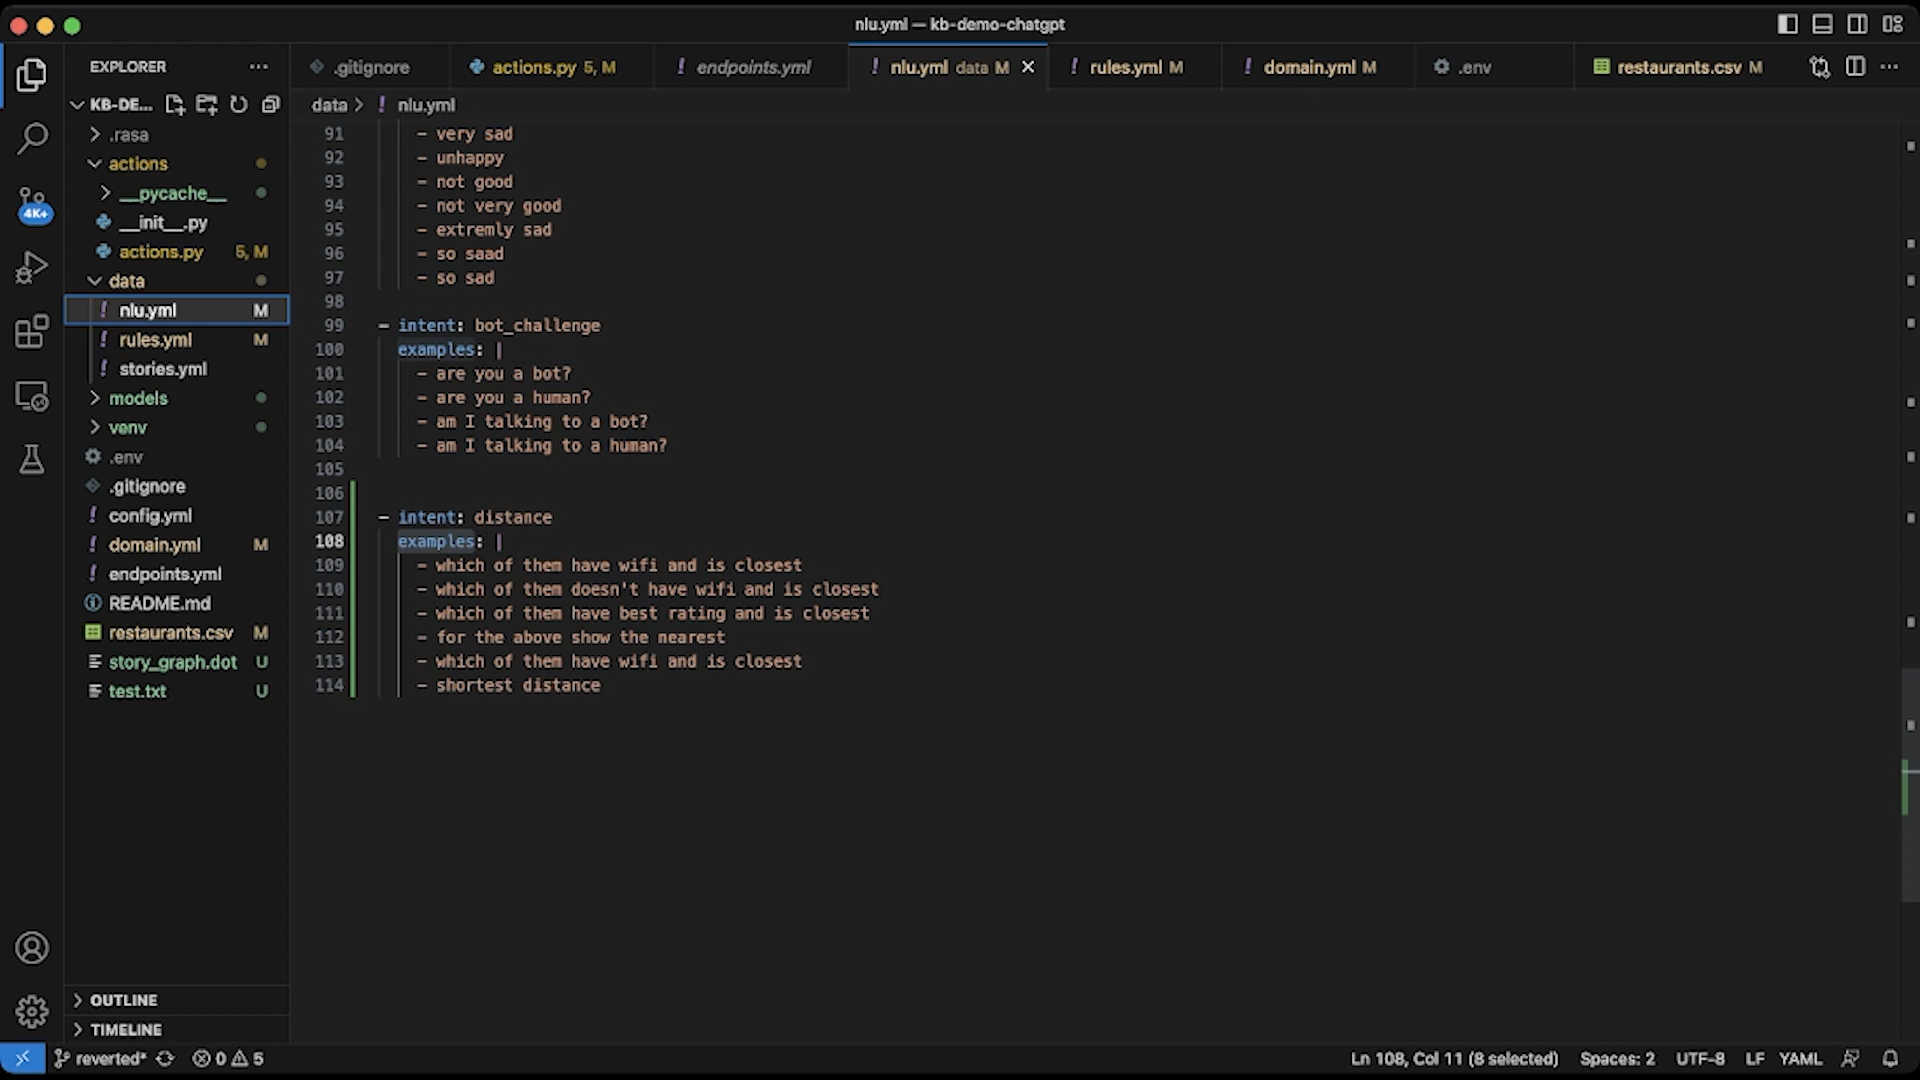 nlu.yml — kb-demo-chatgpt
EXPLORER
.gitignore
actions.py 5, M
endpoints.yml
nlu.yml data M
rules.yml M
domain.yml M
.env
restaurants.csv M
KB-DE...
data > ! nlu.yml
.rasa
actions
__pycache__
__init__.py
actions.py 5, M
data
nlu.yml M
rules.yml M
stories.yml
models
venv
.env
.gitignore
config.yml
domain.yml M
endpoints.yml
README.md
restaurants.csv M
story_graph.dot U
test.txt U
OUTLINE
TIMELINE
4K+
91 - very sad
92 - unhappy
93 - not good
94 - not very good
95 - extremly sad
96 - so saad
97 - so sad
98
99 - intent: bot_challenge
100 examples: |
101 - are you a bot?
102 - are you a human?
103 - am I talking to a bot?
104 - am I talking to a human?
105
106
107 - intent: distance
108 examples: |
109 - which of them have wifi and is closest
110 - which of them doesn't have wifi and is closest
111 - which of them have best rating and is closest
112 - for the above show the nearest
113 - which of them have wifi and is closest
114 - shortest distance
reverted* 0 5
Ln 108, Col 11 (8 selected) Spaces: 2 UTF-8 LF YAML